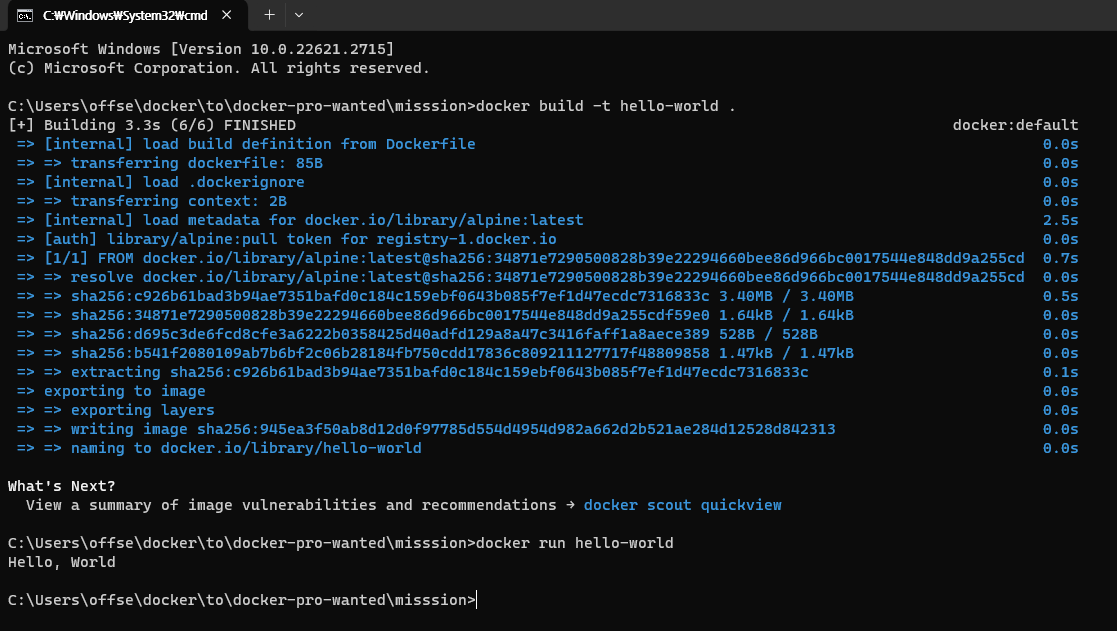 C:₩Windows₩System32₩cmd
Microsoft Windows [Version 10.0.22621.2715]
(c) Microsoft Corporation. All rights reserved.
C:\Users\offse\docker\to\docker-pro-wanted\misssion>docker build -t hello-world .
[+] Building 3.3s (6/6) FINISHED docker:default
=> [internal] load build definition from Dockerfile 0.0s
=> => transferring dockerfile: 85B 0.0s
=> [internal] load .dockerignore 0.0s
=> => transferring context: 2B 0.0s
=> [internal] load metadata for docker.io/library/alpine:latest 2.5s
=> [auth] library/alpine:pull token for registry-1.docker.io 0.0s
=> [1/1] FROM docker.io/library/alpine:latest@sha256:34871e7290500828b39e22294660bee86d966bc0017544e848dd9a255cd 0.7s
=> => resolve docker.io/library/alpine:latest@sha256:34871e7290500828b39e22294660bee86d966bc0017544e848dd9a255cd 0.0s
=> => sha256:c926b61bad3b94ae7351bafd0c184c159ebf0643b085f7ef1d47ecdc7316833c 3.40MB / 3.40MB 0.5s
=> => sha256:34871e7290500828b39e22294660bee86d966bc0017544e848dd9a255cdf59e0 1.64kB / 1.64kB 0.0s
=> => sha256:d695c3de6fcd8cfe3a6222b0358425d40adfd129a8a47c3416faff1a8aece389 528B / 528B 0.0s
=> => sha256:b541f2080109ab7b6bf2c06b28184fb750cdd17836c809211127717f48809858 1.47kB / 1.47kB 0.0s
=> => extracting sha256:c926b61bad3b94ae7351bafd0c184c159ebf0643b085f7ef1d47ecdc7316833c 0.1s
=> exporting to image 0.0s
=> => exporting layers 0.0s
=> => writing image sha256:945ea3f50ab8d12d0f97785d554d4954d982a662d2b521ae284d12528d842313 0.0s
=> => naming to docker.io/library/hello-world 0.0s
What's Next?
View a summary of image vulnerabilities and recommendations → docker scout quickview
C:\Users\offse\docker\to\docker-pro-wanted\misssion>docker run hello-world
Hello, World
C:\Users\offse\docker\to\docker-pro-wanted\misssion>